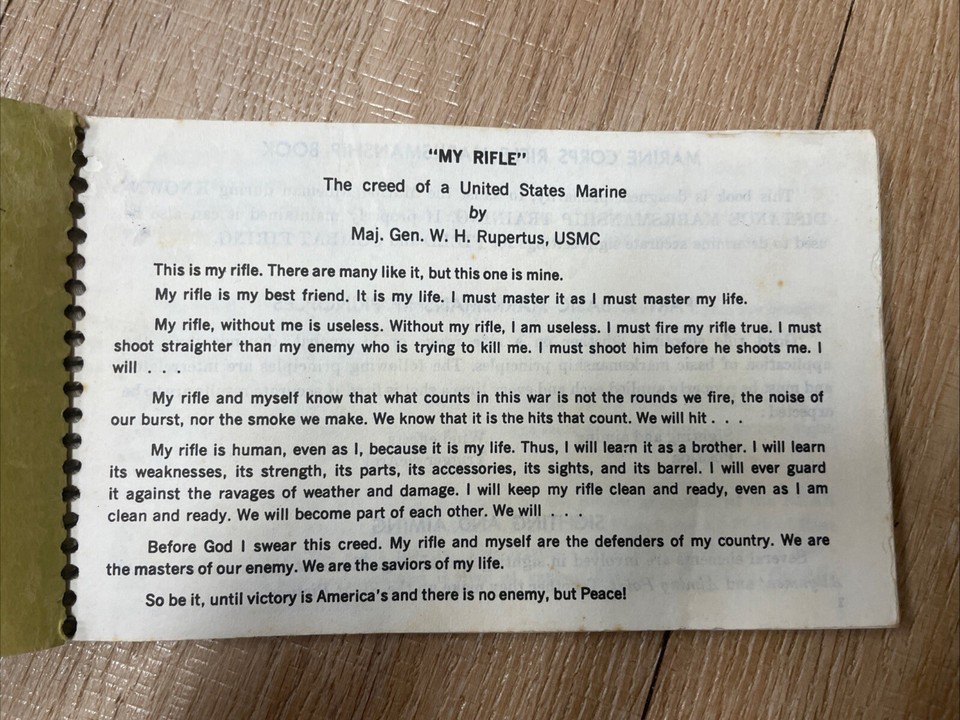 "MY RIFLE"
The creed of a United States Marine
by
Maj. Gen. W. H. Rupertus, USMC
This is my rifle. There are many like it, but this one is mine.
My rifle is my best friend. It is my life. I must master it as I must master my life.
My rifle, without me is useless. Without my rifle, I am useless. I must fire my rifle true. I must
shoot straighter than my enemy who is trying to kill me. I must shoot him before he shoots me. I
will . . .
My rifle and myself know that what counts in this war is not the rounds we fire, the noise of
our burst, nor the smoke we make. We know that it is the hits that count. We will hit . . .
My rifle is human, even as I, because it is my life. Thus, I will learn it as a brother. I will learn
its weaknesses, its strength, its parts, its accessories, its sights, and its barrel. I will ever guard
it against the ravages of weather and damage. I will keep my rifle clean and ready, even as I am
clean and ready. We will become part of each other. We will . . .
Before God I swear this creed. My rifle and myself are the defenders of my country. We are
the masters of our enemy. We are the saviors of my life.
So be it, until victory is America's and there is no enemy, but Peace!